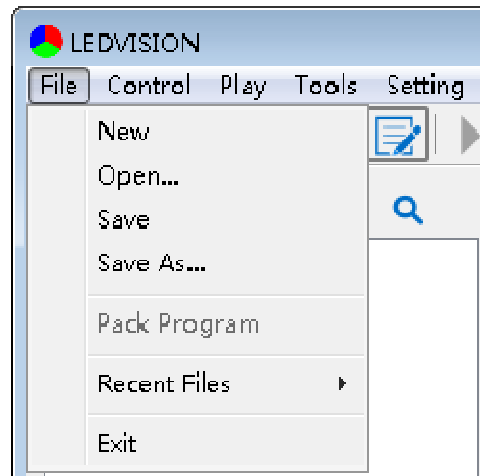 LEDVISION
File Control Play Tools Setting
New
Open...
Save
Save As...
Pack Program
Recent Files
Exit